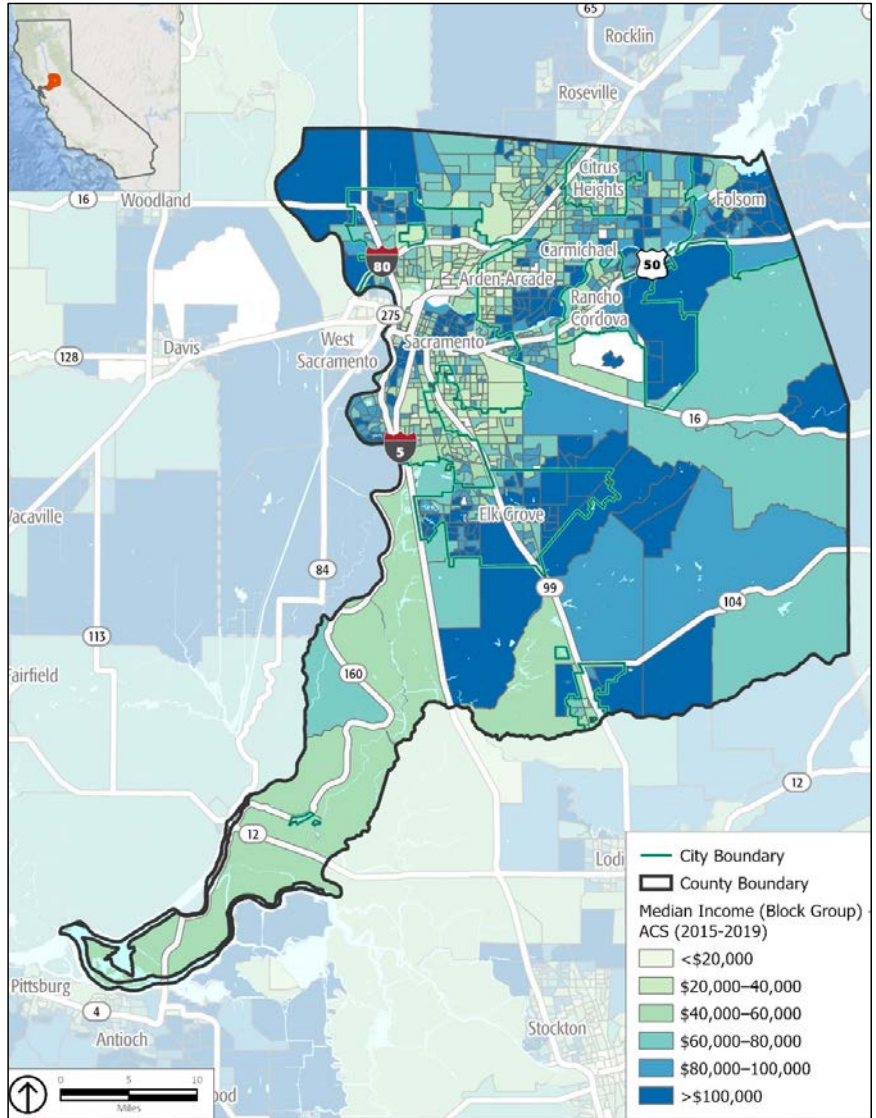 65
Rocklin
Roseville
Citrus
Heights
Folsom
16
Woodland
Carmichael
50
80
Arden-Arcade
Rancho
Cordova
275
West
Sacramento
Sacramento
Davis
128
16
5
Elk Grove
Vacaville
84
99
104
113
Fairfield
160
12
12
Lodi
Pittsburg
4
Antioch
Stockton
City Boundary
County Boundary
Median Income (Block Group) -
ACS (2015-2019)
<$20,000
$20,000–40,000
$40,000–60,000
$60,000–80,000
$80,000–100,000
>$100,000
0 5 10
Miles